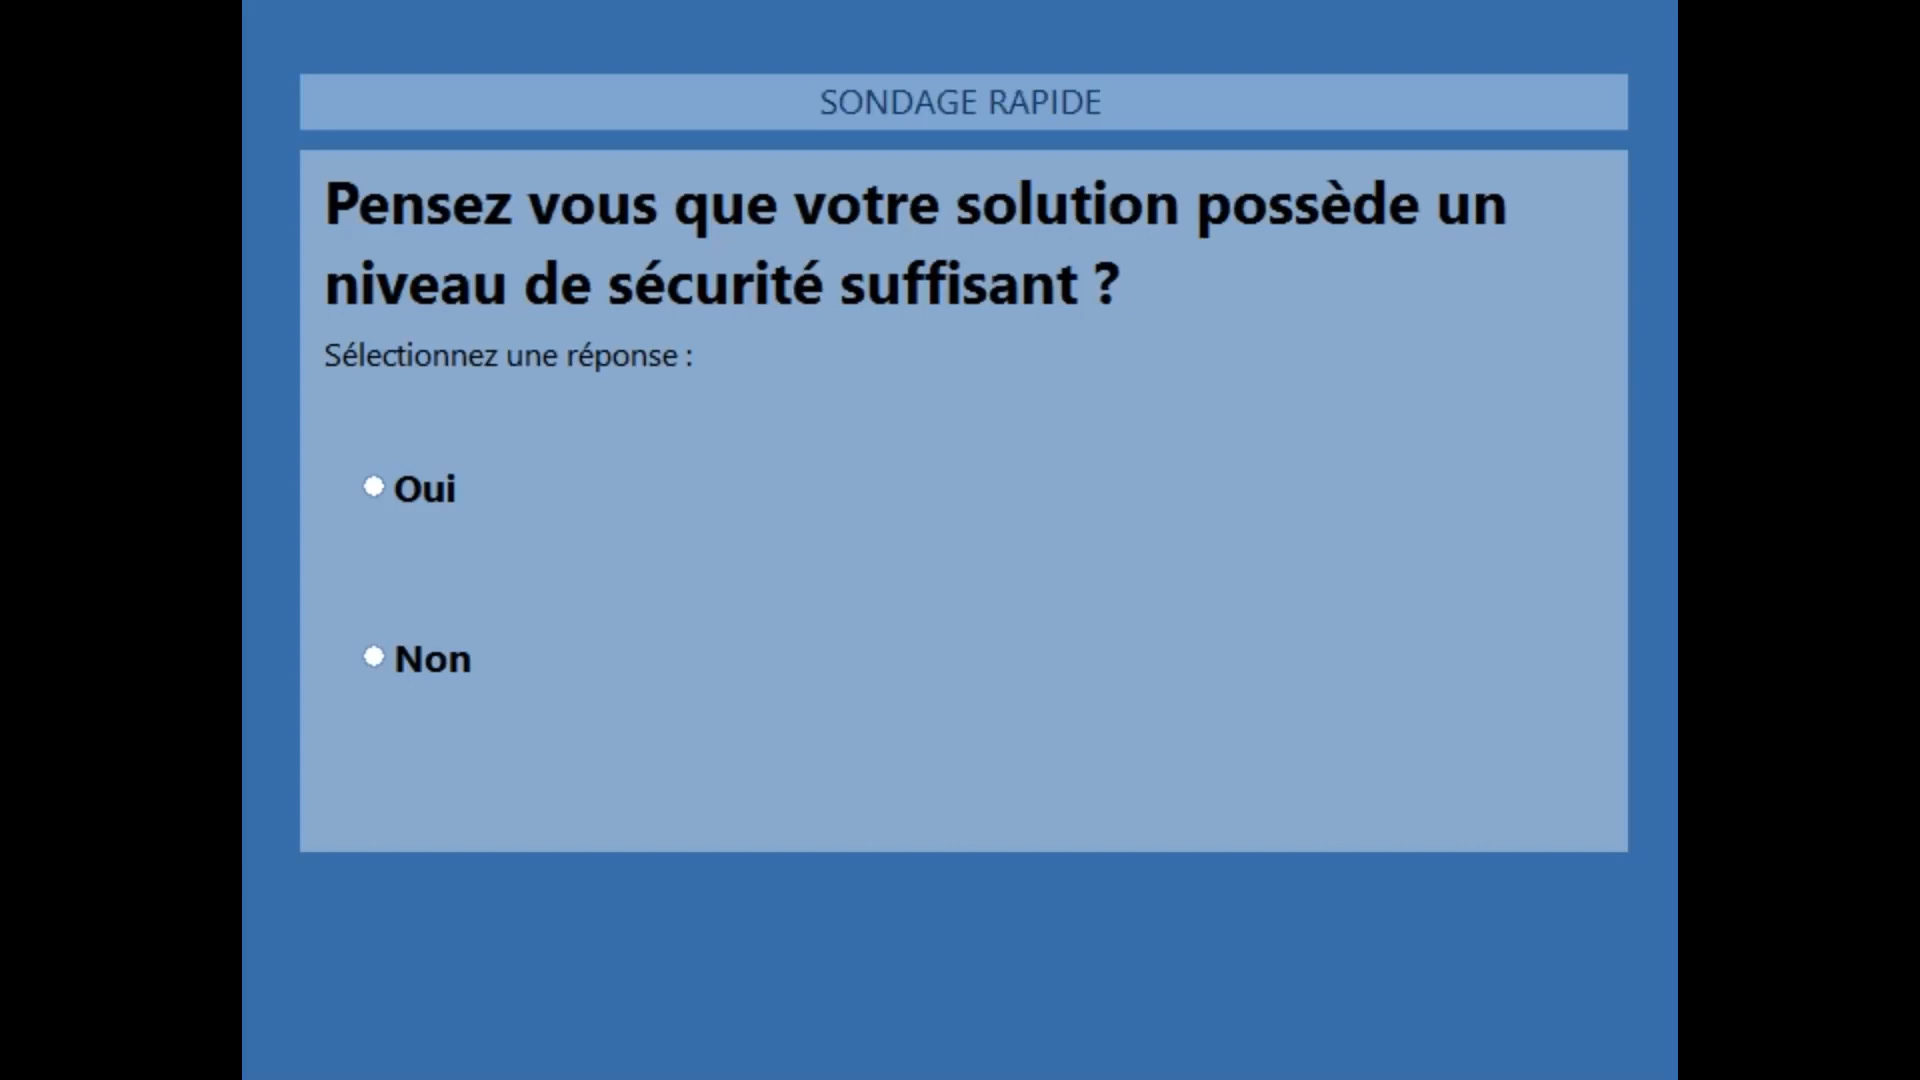 SONDAGE RAPIDE
Pensez vous que votre solution possède un
niveau de sécurité suffisant ?
Sélectionnez une réponse :
Oui
Non